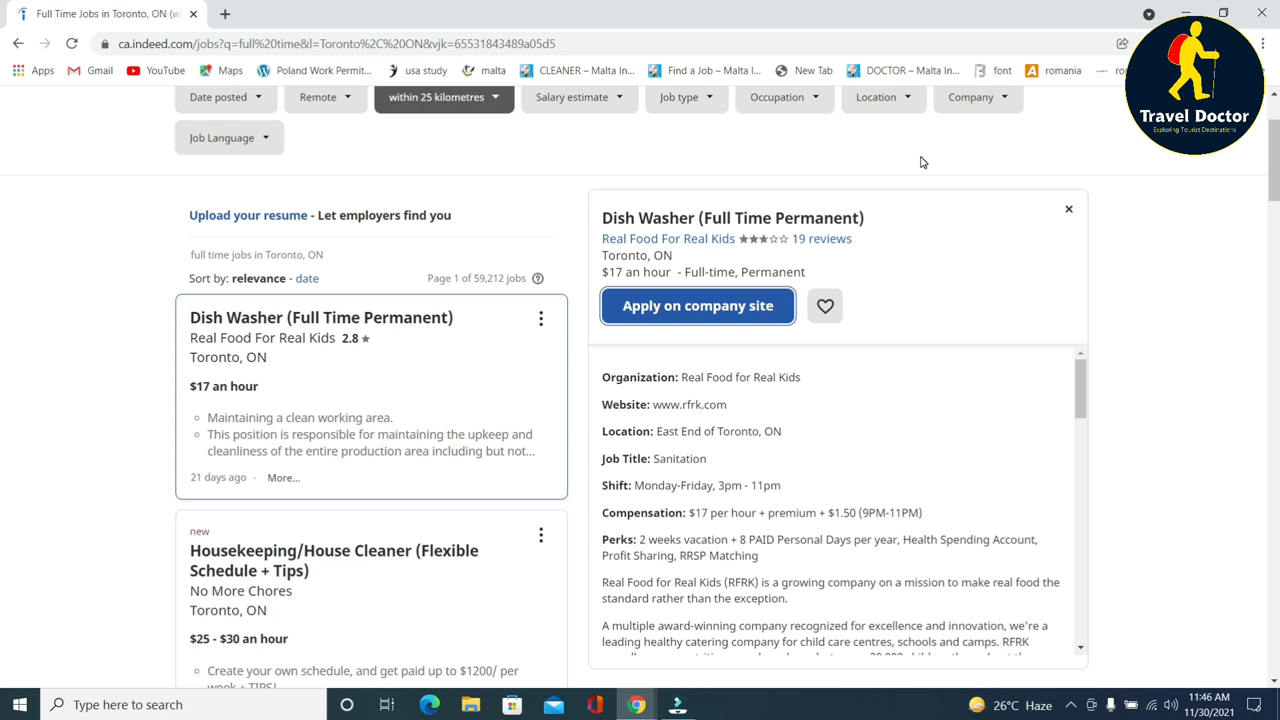 Full Time Jobs in Toronto, ON (w
ca.indeed.com/jobs?q=full%20time&l=Toronto%2C%20ON&vjk=65531843489a05d5
Apps Gmail YouTube Maps Poland Work Permit... usa study malta CLEANER – Malta In... Find a Job – Malta I... New Tab DOCTOR – Malta In... font romania
Travel Doctor
Exploring Tourist Destinations
Date posted Remote within 25 kilometres Salary estimate Job type Occupation Location Company
Job Language
Upload your resume - Let employers find you
full time jobs in Toronto, ON
Sort by: relevance - date Page 1 of 59,212 jobs
Dish Washer (Full Time Permanent)
Real Food For Real Kids 2.8
Toronto, ON
$17 an hour
Maintaining a clean working area.
This position is responsible for maintaining the upkeep and
cleanliness of the entire production area including but not...
21 days ago · More...
new
Housekeeping/House Cleaner (Flexible
Schedule + Tips)
No More Chores
Toronto, ON
$25 - $30 an hour
Create your own schedule, and get paid up to $1200/ per
week + TIPS!
Dish Washer (Full Time Permanent)
Real Food For Real Kids 19 reviews
Toronto, ON
$17 an hour - Full-time, Permanent
Apply on company site
Organization: Real Food for Real Kids
Website: www.rfrk.com
Location: East End of Toronto, ON
Job Title: Sanitation
Shift: Monday-Friday, 3pm - 11pm
Compensation: $17 per hour + premium + $1.50 (9PM-11PM)
Perks: 2 weeks vacation + 8 PAID Personal Days per year, Health Spending Account,
Profit Sharing, RRSP Matching
Real Food for Real Kids (RFRK) is a growing company on a mission to make real food the
standard rather than the exception.
A multiple award-winning company recognized for excellence and innovation, we're a
leading healthy catering company for child care centres, schools and camps. RFRK
Type here to search
26°C Haze
11:46 AM
11/30/2021